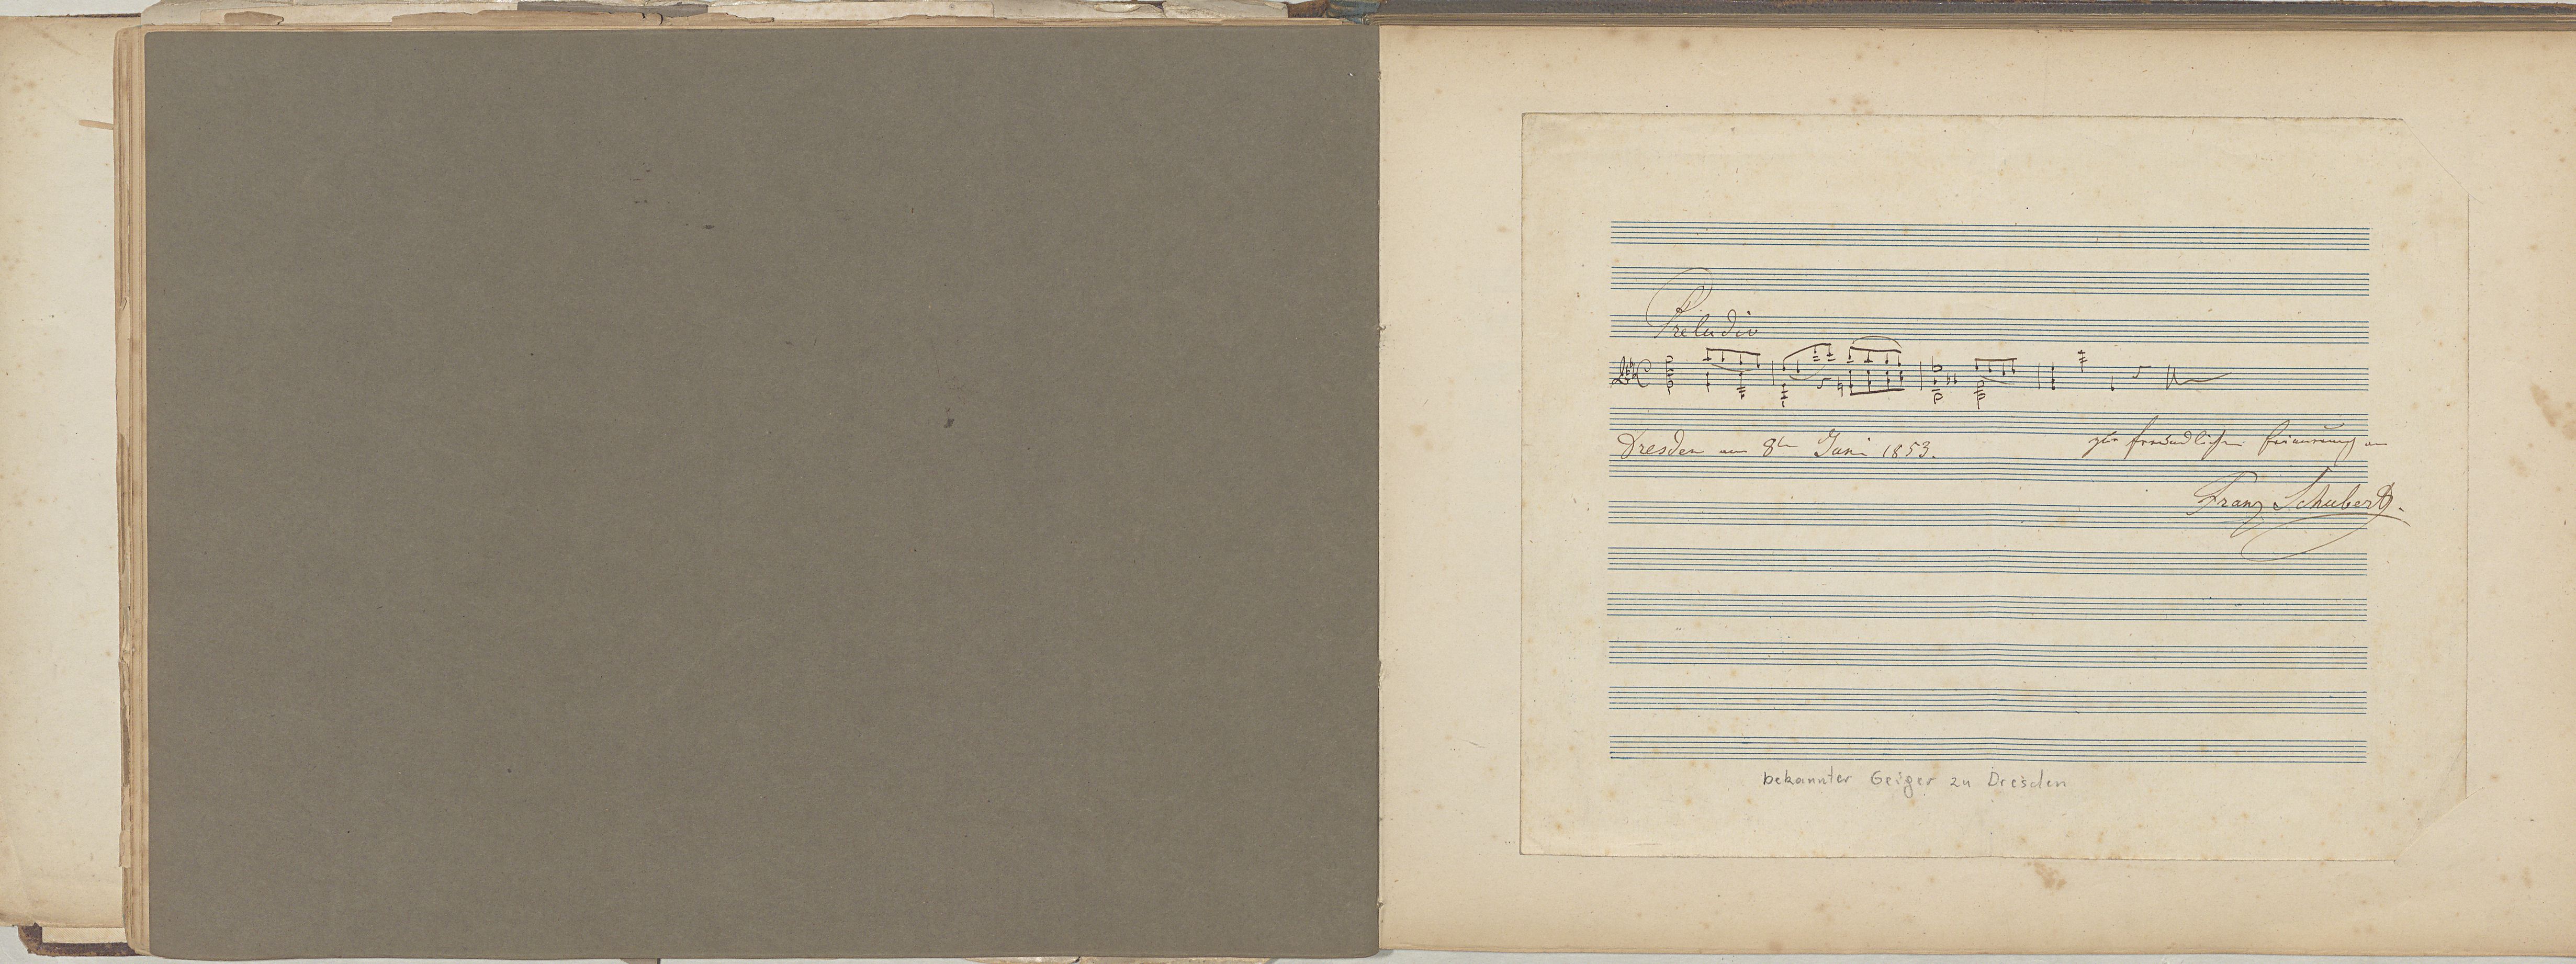 Preludio
Dresden am 8ten Juni 1853.
zur freundlichen Erinnerung an
Franz Schubert.
bekannter Geiger zu Dresden